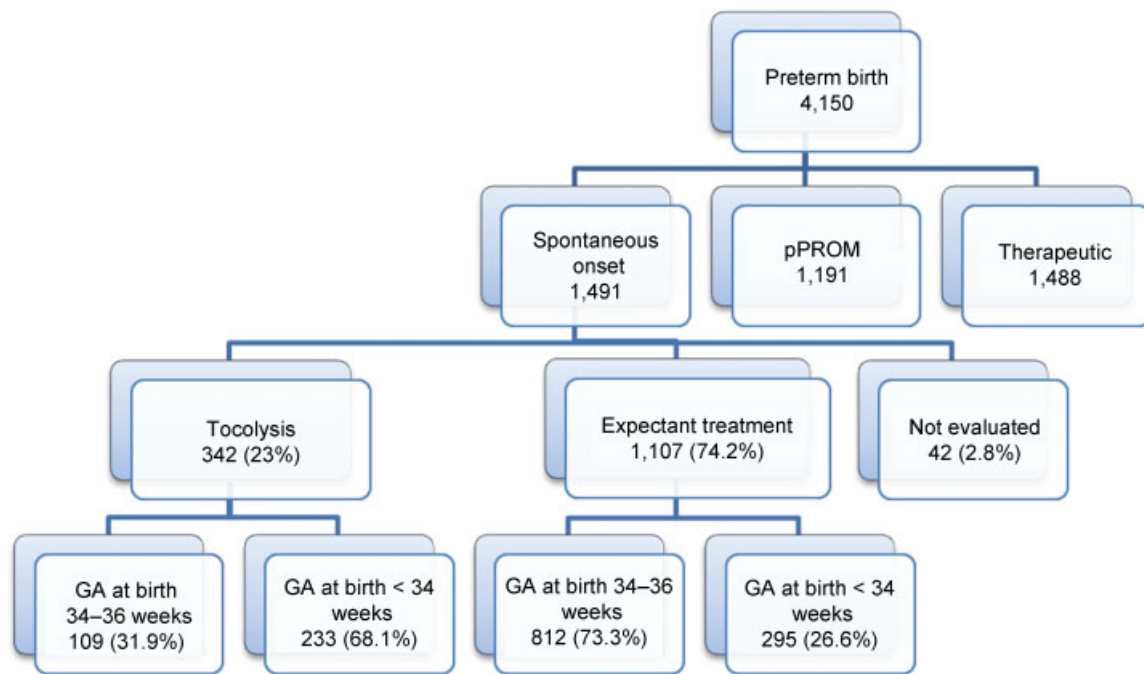 Preterm birth
4,150
Spontaneous
onset
1,491
pPROM
1,191
Therapeutic
1,488
Tocolysis
342 (23%)
Expectant treatment
1,107 (74.2%)
Not evaluated
42 (2.8%)
GA at birth
34–36 weeks
109 (31.9%)
GA at birth < 34
weeks
233 (68.1%)
GA at birth 34–36
weeks
812 (73.3%)
GA at birth < 34
weeks
295 (26.6%)